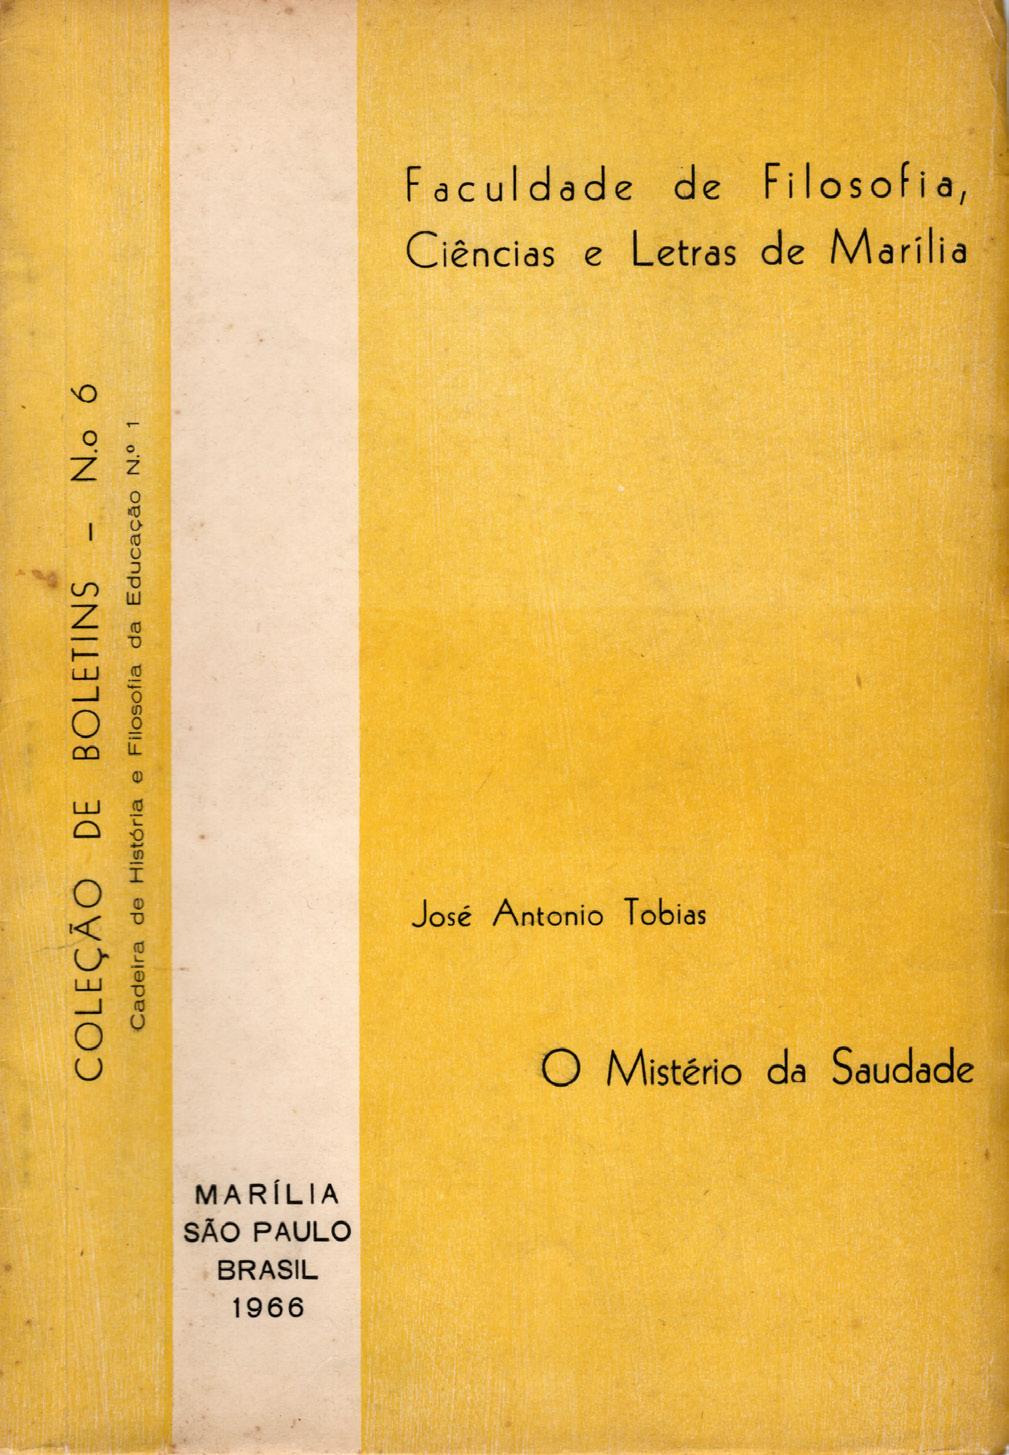 Faculdade de Filosofia,
Ciências e Letras de Marília
COLEÇÃO DE BOLETINS - N.o 6
Cadeira de História e Filosofia da Educação N.º 1
José Antonio Tobias
O Mistério da Saudade
MARÍLIA
SÃO PAULO
BRASIL
1966